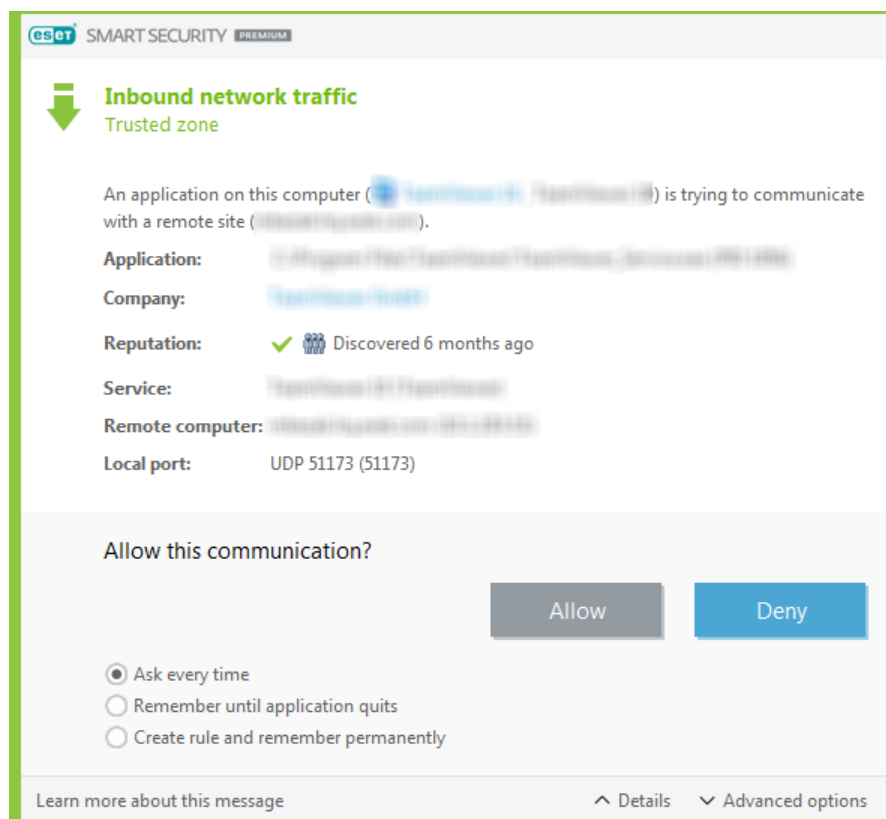 eset SMART SECURITY PREMIUM
Inbound network traffic
Trusted zone
An application on this computer ( , ) is trying to communicate
with a remote site ( ).
Application:
Company:
Reputation: Discovered 6 months ago
Service:
Remote computer:
Local port: UDP 51173 (51173)
Allow this communication?
Allow Deny
Ask every time
Remember until application quits
Create rule and remember permanently
Learn more about this message Details Advanced options